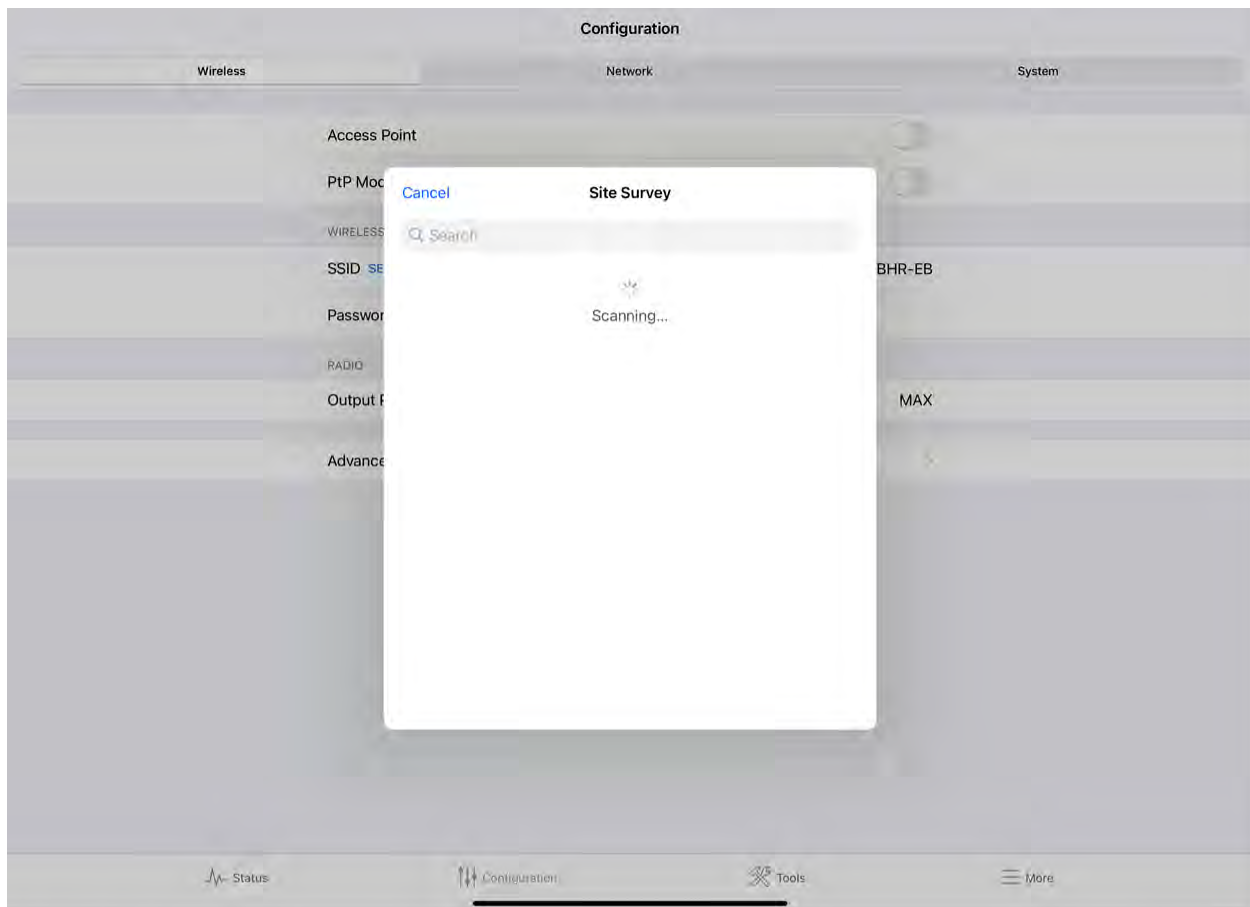 Configuration
Wireless Network System
Access Point
PtP Mod
Cancel Site Survey
WIRELESS
Search
SSID SE BHR-EB
Passwor
Scanning...
RADIO
Output P MAX
Advance
Status Configuration Tools More